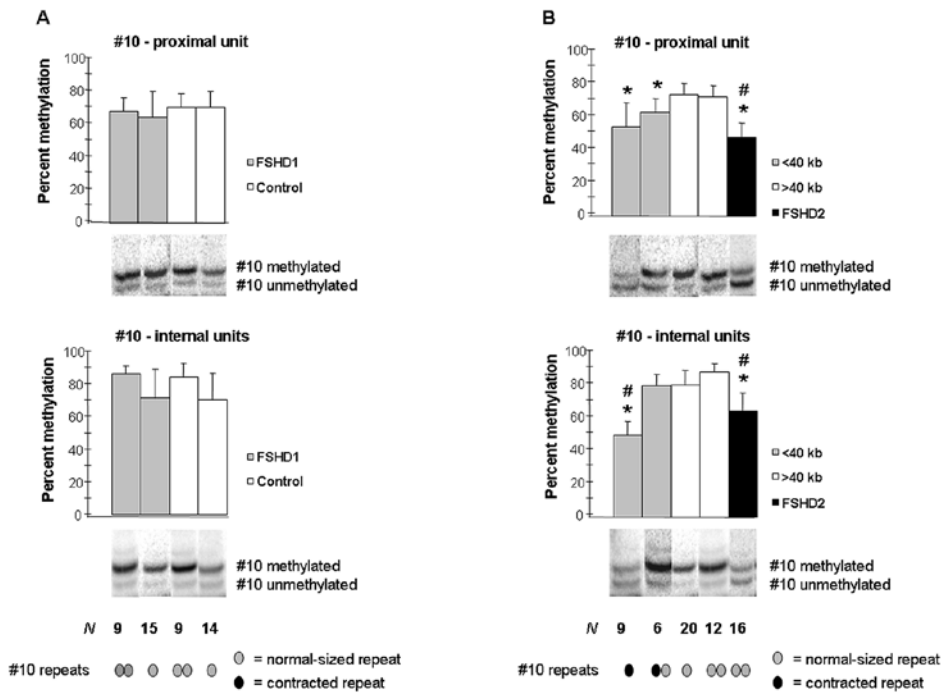 A
#10 - proximal unit
Percent methylation
100
80
60
40
20
0
FSHD1
Control
#10 methylated
#10 unmethylated
#10 - internal units
Percent methylation
100
80
60
40
20
0
FSHD1
Control
#10 methylated
#10 unmethylated
N 9 15 9 14
#10 repeats
= normal-sized repeat
= contracted repeat
B
#10 - proximal unit
Percent methylation
100
80
60
40
20
0
* * # *
<40 kb
>40 kb
FSHD2
#10 methylated
#10 unmethylated
#10 - internal units
Percent methylation
100
80
60
40
20
0
# * # *
<40 kb
>40 kb
FSHD2
#10 methylated
#10 unmethylated
N 9 6 20 12 16
= normal-sized repeat
= contracted repeat